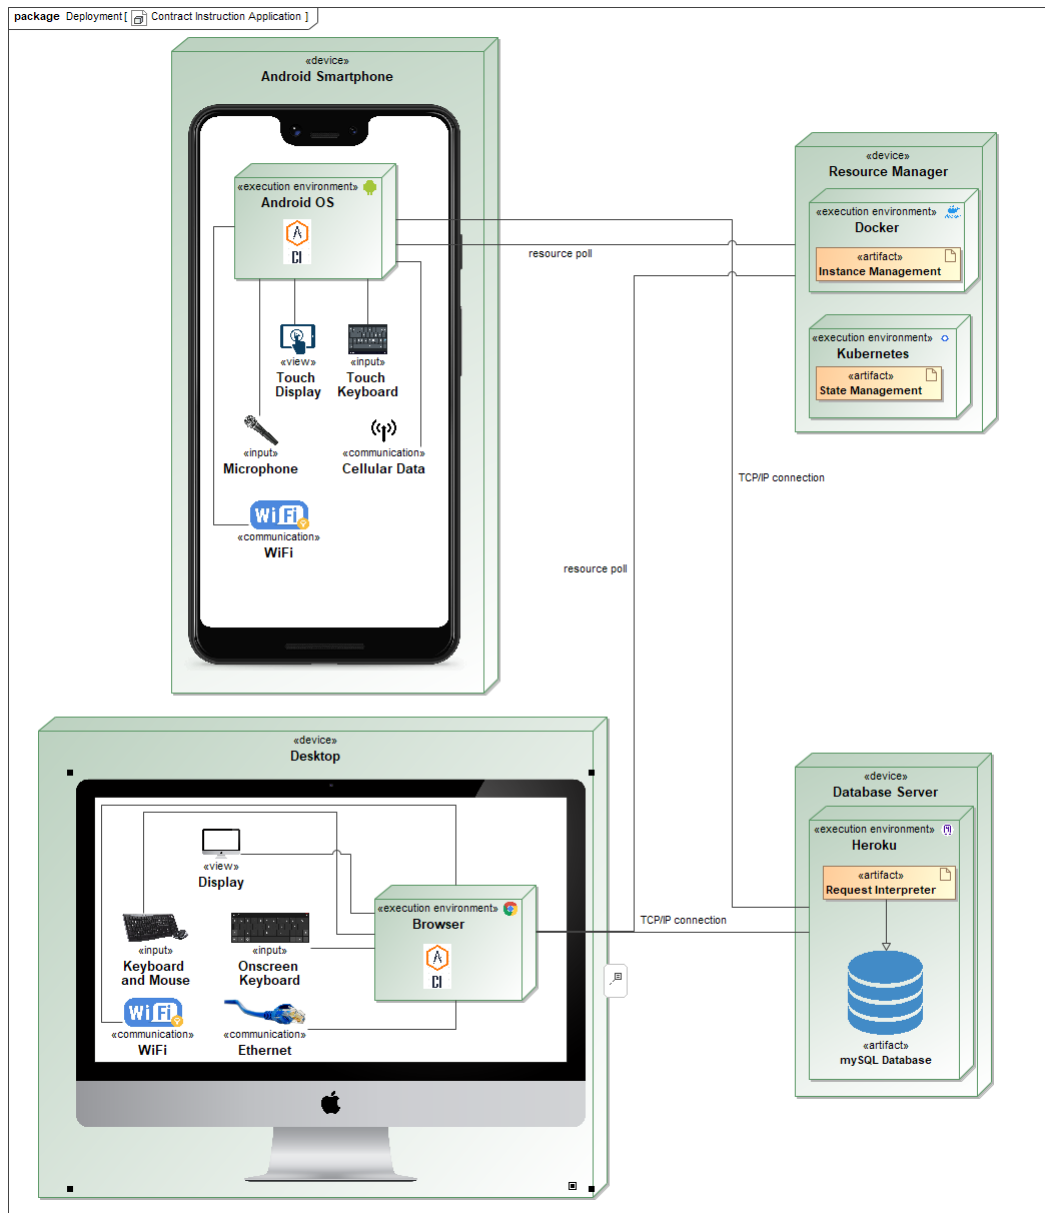 package Deployment [ Contract Instruction Application ]
«device»
Android Smartphone
«execution environment»
Android OS
CI
«view»
Touch
Display
«input»
Touch
Keyboard
«input»
Microphone
«communication»
Cellular Data
WiFi
«communication»
WiFi
«device»
Resource Manager
«execution environment»
docker
Docker
«artifact»
Instance Management
«execution environment»
Kubernetes
«artifact»
State Management
resource poll
TCP/IP connection
resource poll
«device»
Desktop
«view»
Display
«execution environment»
Browser
CI
«input»
Keyboard
and Mouse
«input»
Onscreen
Keyboard
WiFi
«communication»
WiFi
«communication»
Ethernet
TCP/IP connection
«device»
Database Server
«execution environment»
Heroku
«artifact»
Request Interpreter
«artifact»
mySQL Database